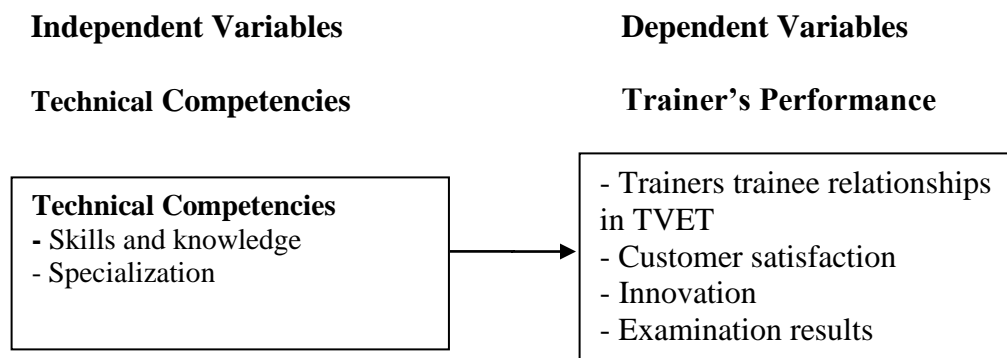 Independent Variables
Dependent Variables
Technical Competencies
Trainer’s Performance
Technical Competencies
- Skills and knowledge
- Specialization
- Trainers trainee relationships
in TVET
- Customer satisfaction
- Innovation
- Examination results